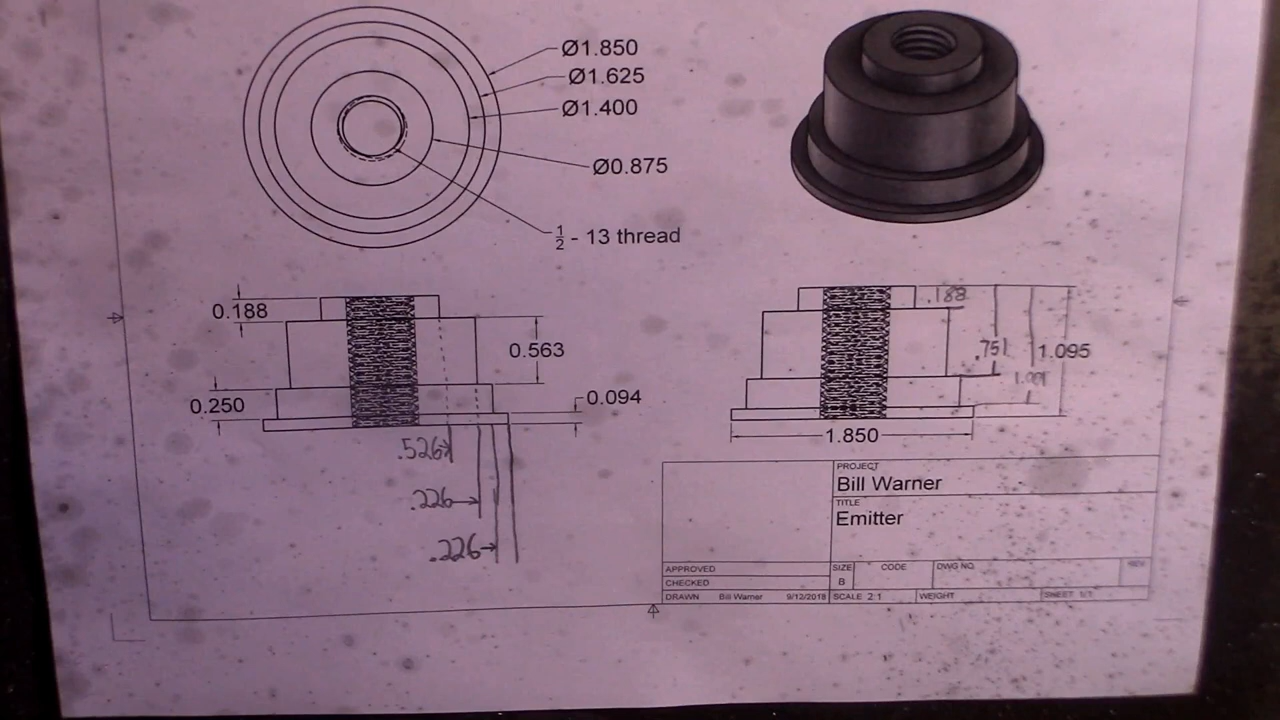 Ø1.850
Ø1.625
Ø1.400
Ø0.875
1/2 - 13 thread
0.188
0.563
0.250
0.094
.526
.226
.226
.188
.751
1.095
1.001
1.850
PROJECT
Bill Warner
TITLE
Emitter
APPROVED
CHECKED
DRAWN Bill Warner 9/12/2018
SIZE CODE DWG NO REV
B
SCALE 2:1 WEIGHT SHEET 1/1